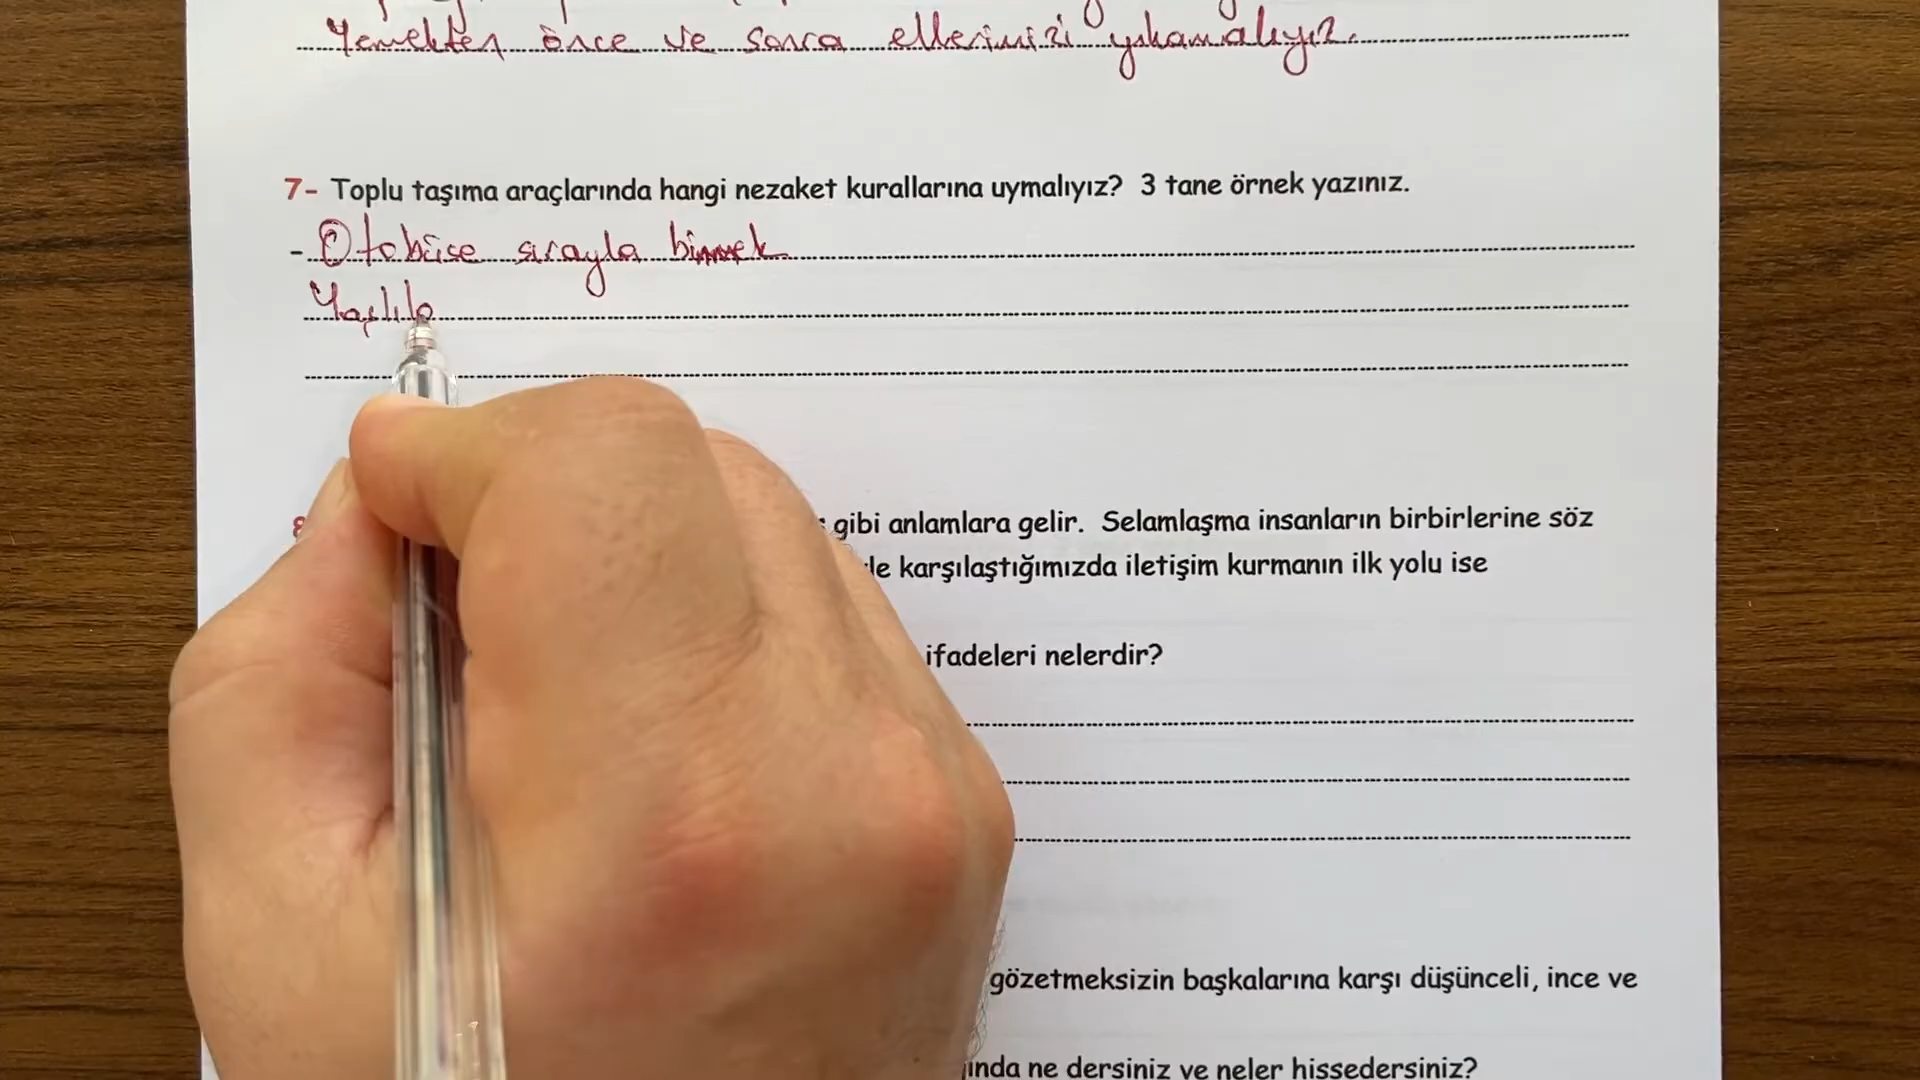 Yemekten önce ve sonra ellerimizi yıkamalıyız.
7- Toplu taşıma araçlarında hangi nezaket kurallarına uymalıyız? 3 tane örnek yazınız.
- Otobüse sırayla binmek
Yaşlıla
8
gibi anlamlara gelir. Selamlaşma insanların birbirlerine söz
karşılaştığımızda iletişim kurmanın ilk yolu ise
ifadeleri nelerdir?
gözetmeksizin başkalarına karşı düşünceli, ince ve
ında ne dersiniz ve neler hissedersiniz?